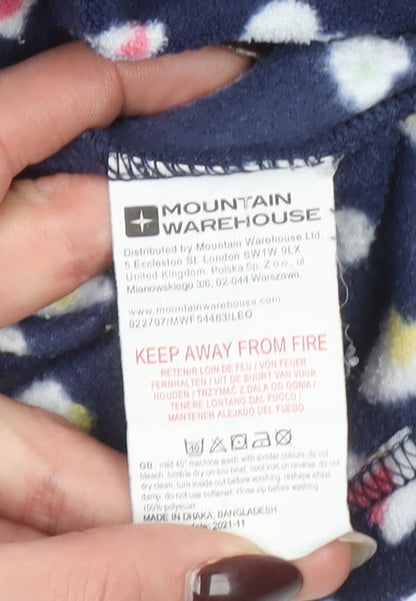 MOUNTAIN
WAREHOUSE
Distributed by Mountain Warehouse Ltd.
5 Eccleston St. London SW1W 9LX
United Kingdom. Polska Sp. Z.o.o., ul.
Mianowskiego 3/6, 02-044 Warszawa.
www.mountainwarehouse.com
022797/MWF54483/LEO
KEEP AWAY FROM FIRE
RETENIR LOIN DE FEU / VON FEUER
FERNHALTEN / UIT DE BUURT VAN VUUR
HOUDEN / TRZYMAĆ Z DALA OD OGNIA /
TENERE LONTANO DAL FUOCO /
MANTENER ALEJADO DEL FUEGO
GB: mild 40° machine wash with similar colours. do not
bleach. tumble dry on low heat. cool iron on reverse. do not
dry clean. turn inside out before washing. reshape whilst
damp. do not use softener. close zip before washing.
100% polyester
MADE IN DHAKA, BANGLADESH
date: 2021-11